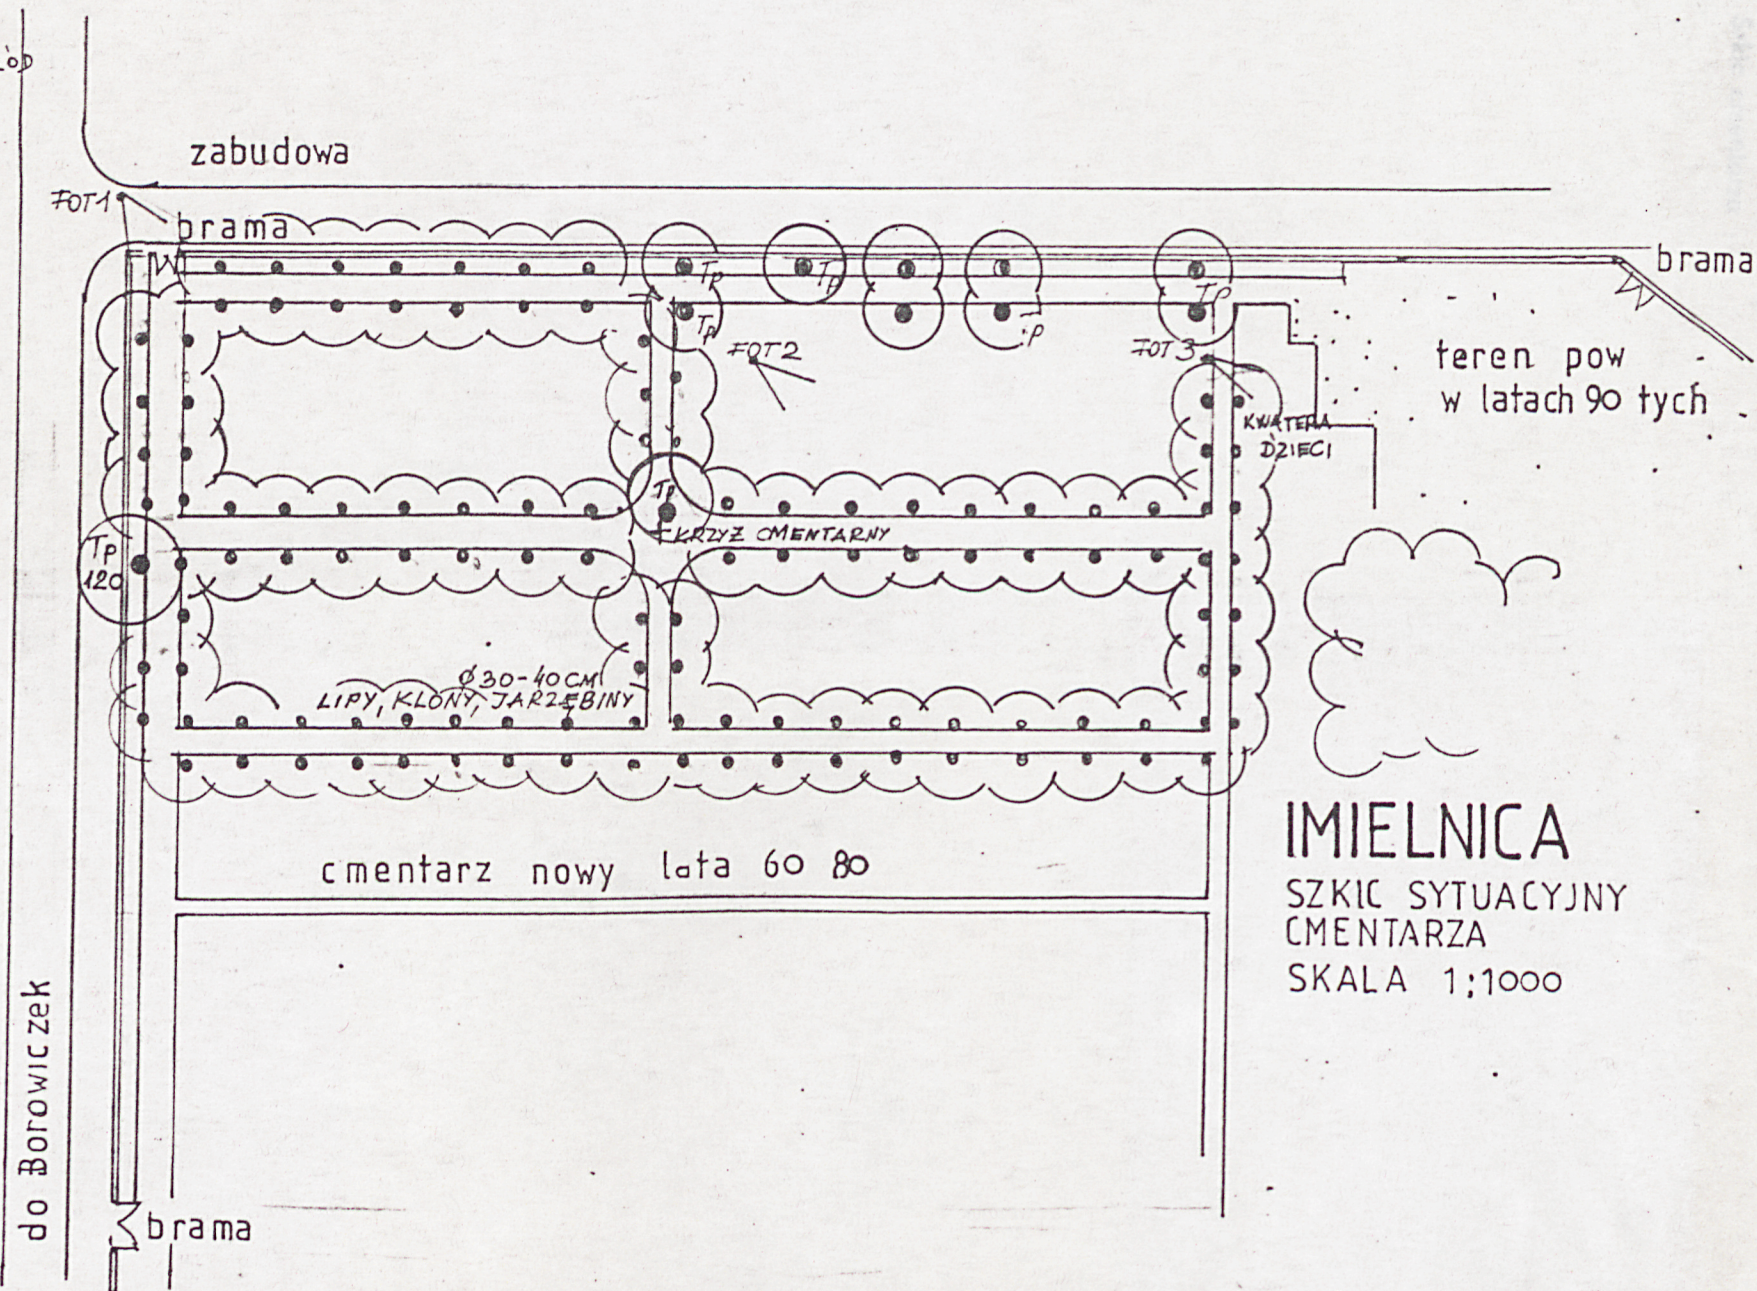 zabudowa
FOT1
brama
brama
Tp
Tp
Tp
Tp
Tp
FOT2
FOT3
teren pow
w latach 90 tych
KWATERA
DZIECI
Tp
KRZYŻ CMENTARNY
Tp
120
Ø30-40CM
LIPY, KLONY, JARZĘBINY
cmentarz nowy lata 60 80
IMIELNICA
SZKIC SYTUACYJNY
CMENTARZA
SKALA 1:1000
do Borowiczek
brama